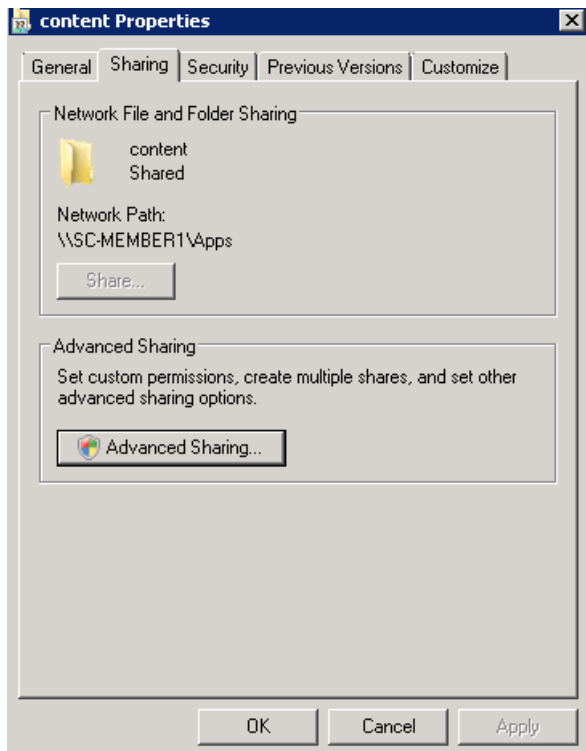 content Properties
General
Sharing
Security
Previous Versions
Customize
Network File and Folder Sharing
content
Shared
Network Path:
\\SC-MEMBER1\Apps
Share...
Advanced Sharing
Set custom permissions, create multiple shares, and set other
advanced sharing options.
Advanced Sharing...
OK
Cancel
Apply